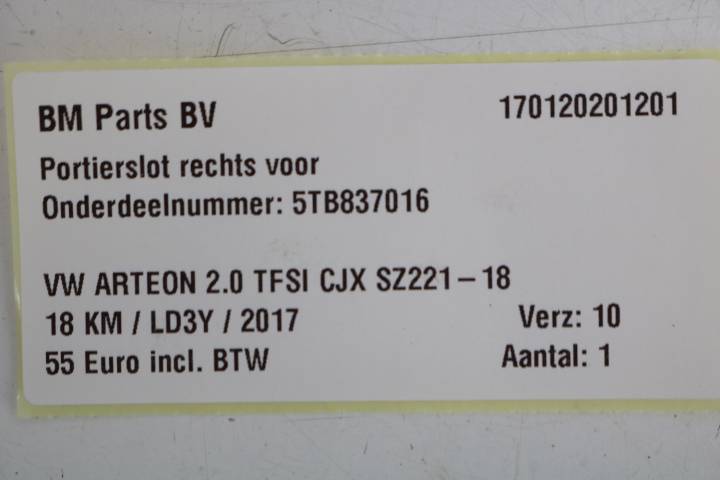 BM Parts BV 170120201201
Portierslot rechts voor
Onderdeelnummer: 5TB837016
VW ARTEON 2.0 TFSI CJX SZ221-18
18 KM / LD3Y / 2017 Verz: 10
55 Euro incl. BTW Aantal: 1